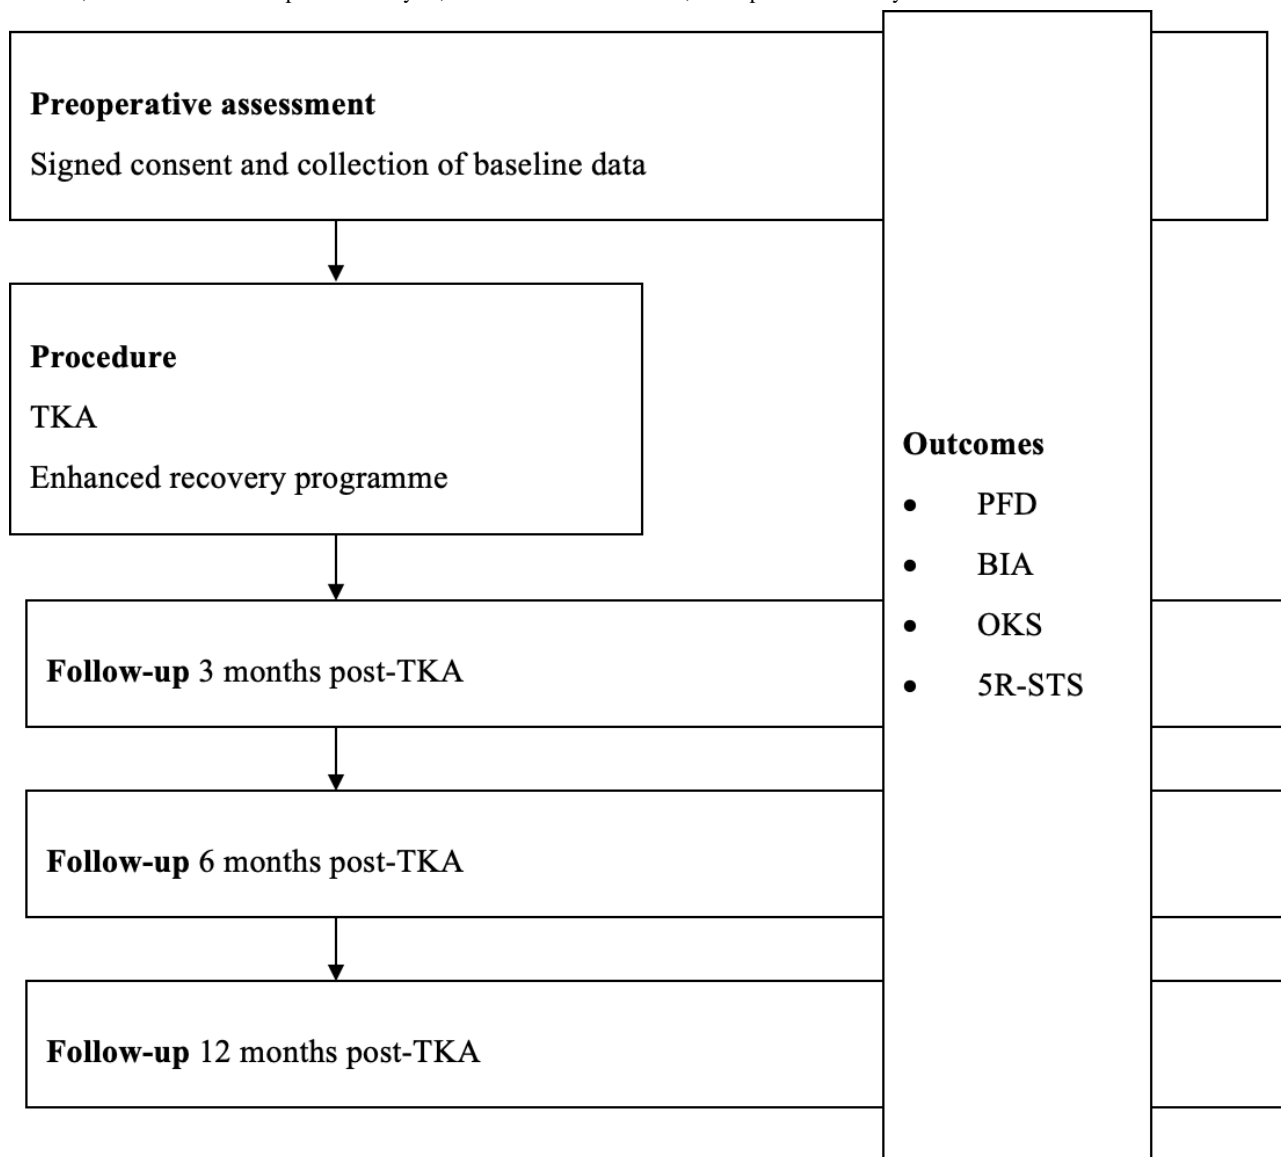 Preoperative assessment
Signed consent and collection of baseline data
Procedure
TKA
Enhanced recovery programme
Outcomes
• PFD
• BIA
• OKS
• 5R-STS
Follow-up 3 months post-TKA
Follow-up 6 months post-TKA
Follow-up 12 months post-TKA